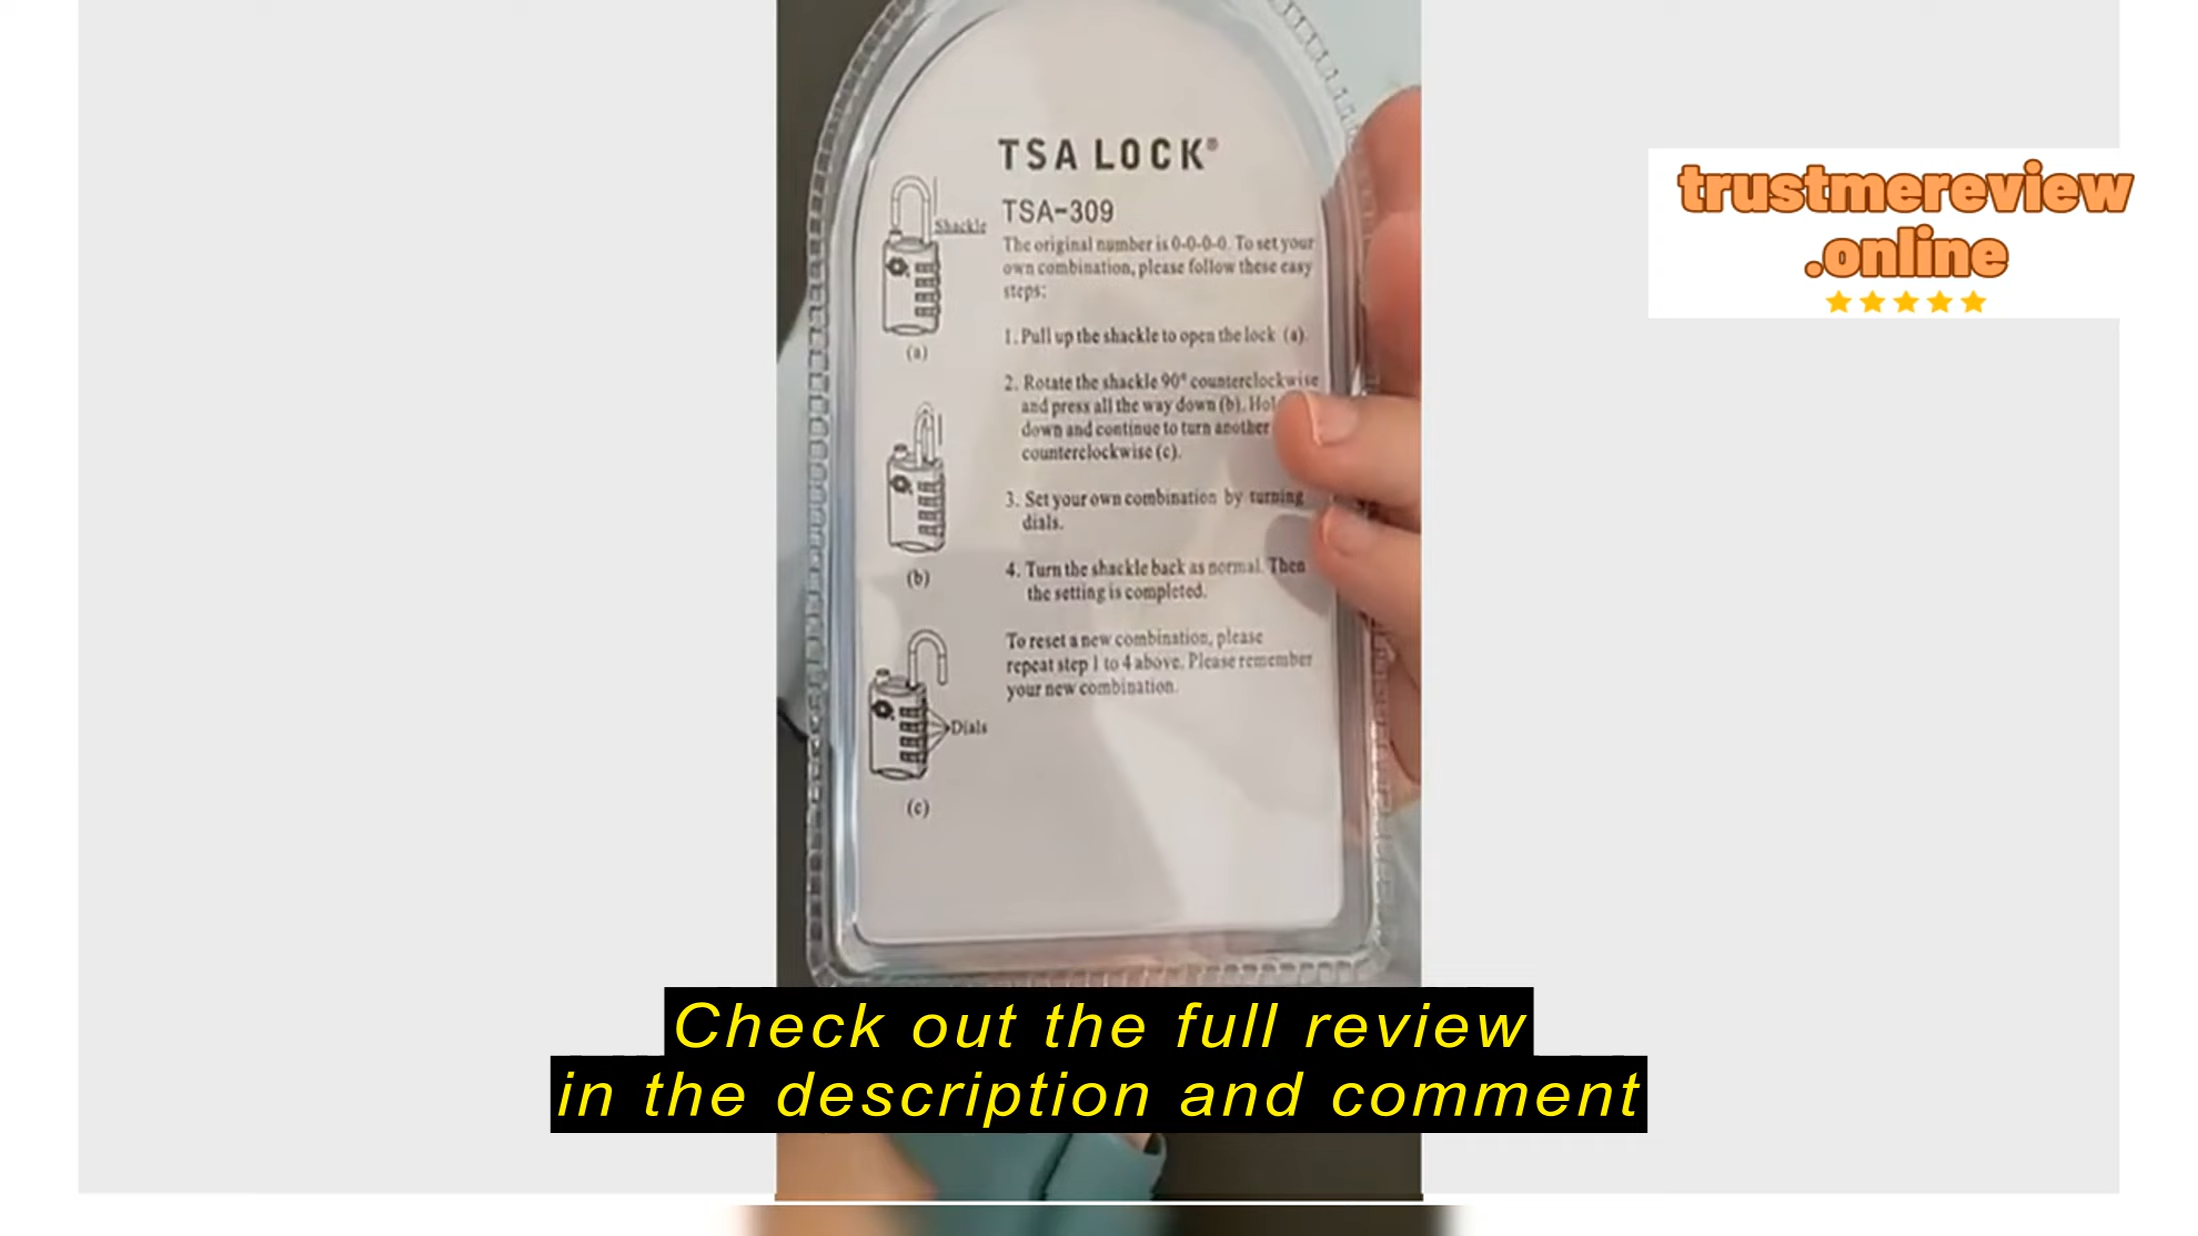 TSA LOCK®
TSA-309
Shackle
The original number is 0-0-0-0. To set your
own combination, please follow these easy
steps:
(a)
1. Pull up the shackle to open the lock (a).
2. Rotate the shackle 90° counterclockwise
and press all the way down (b).
down and continue to turn another
counterclockwise (c).
(b)
3. Set your own combination by turning
dials.
4. Turn the shackle back as normal. Then
the setting is completed.
To reset a new combination, please
repeat step 1 to 4 above. Please remember
your new combination.
Dials
(c)
trustmereview
.online
Check out the full review
in the description and comment